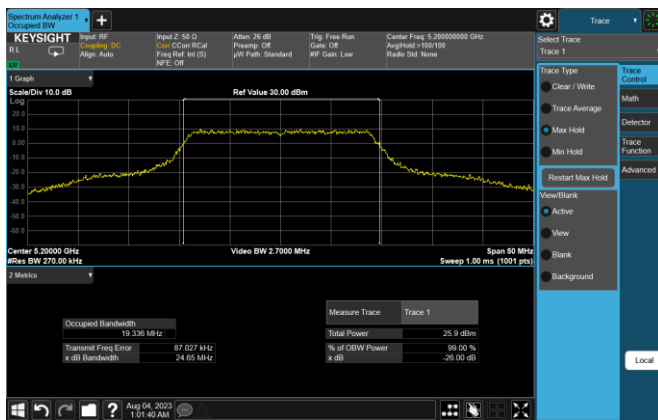 Spectrum Analyzer 1
Occupied BW
+
Trace
KEYSIGHT
Input: RF
Input Z: 50 Ω
Atten: 26 dB
Trig: Free Run
Center Freq: 5.200000000 GHz
RL
Coupling: DC
Corr CCorr RCal
Preamp: Off
Gate: Off
Avg|Hold:>100/100
Align: Auto
Freq Ref: Int (S)
µW Path: Standard
#IF Gain: Low
Radio Std: None
NFE: Off
Select Trace
Trace 1
1 Graph
Scale/Div 10.0 dB
Ref Value 30.00 dBm
Log
20.0
10.0
0.00
-10.0
-20.0
-30.0
-40.0
-50.0
-60.0
Center 5.20000 GHz
Video BW 2.7000 MHz
Span 50 MHz
#Res BW 270.00 kHz
Sweep 1.00 ms (1001 pts)
2 Metrics
Occupied Bandwidth
19.336 MHz
Transmit Freq Error
87.027 kHz
x dB Bandwidth
24.65 MHz
Measure Trace
Trace 1
Total Power
25.9 dBm
% of OBW Power
99.00 %
x dB
-26.00 dB
Trace Type
Clear / Write
Trace Average
Max Hold
Min Hold
Restart Max Hold
View/Blank
Active
View
Blank
Background
Trace
Control
Math
Detector
Trace
Function
Advanced
Local
?
Aug 04, 2023
1:01:40 AM